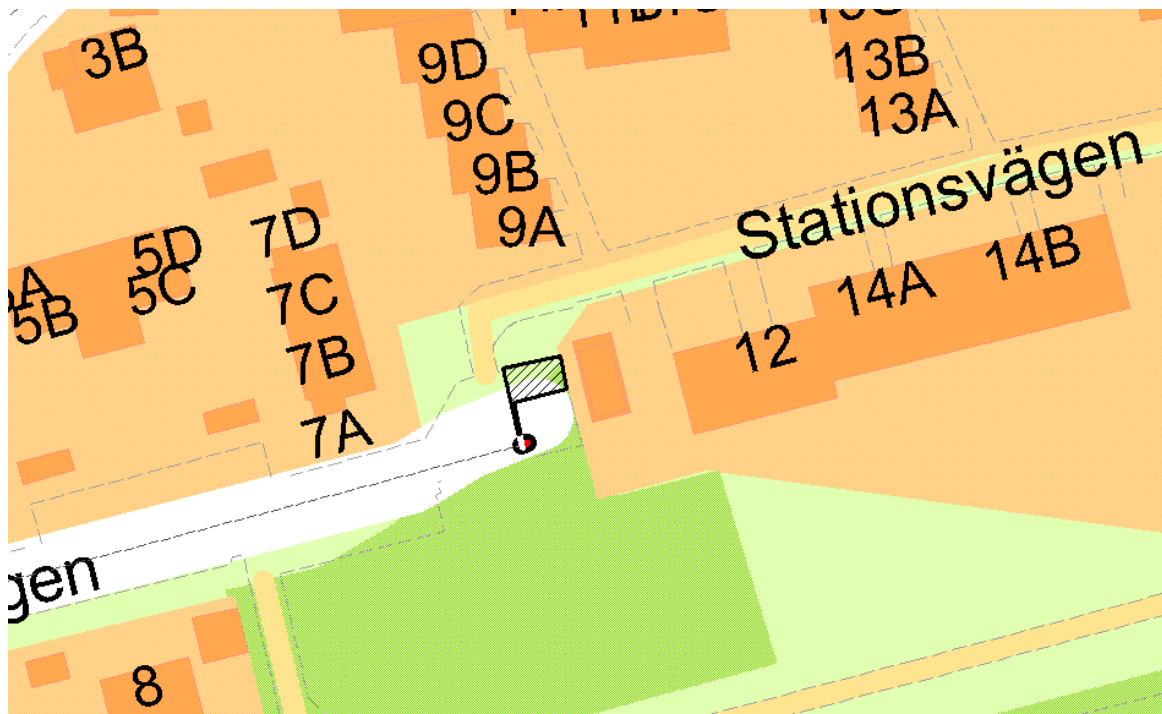 3B
9D
9C
9B
9A
13B
13A
Stationsvägen
5D
5C
5B
7D
7C
7B
7A
14B
14A
12
gen
8